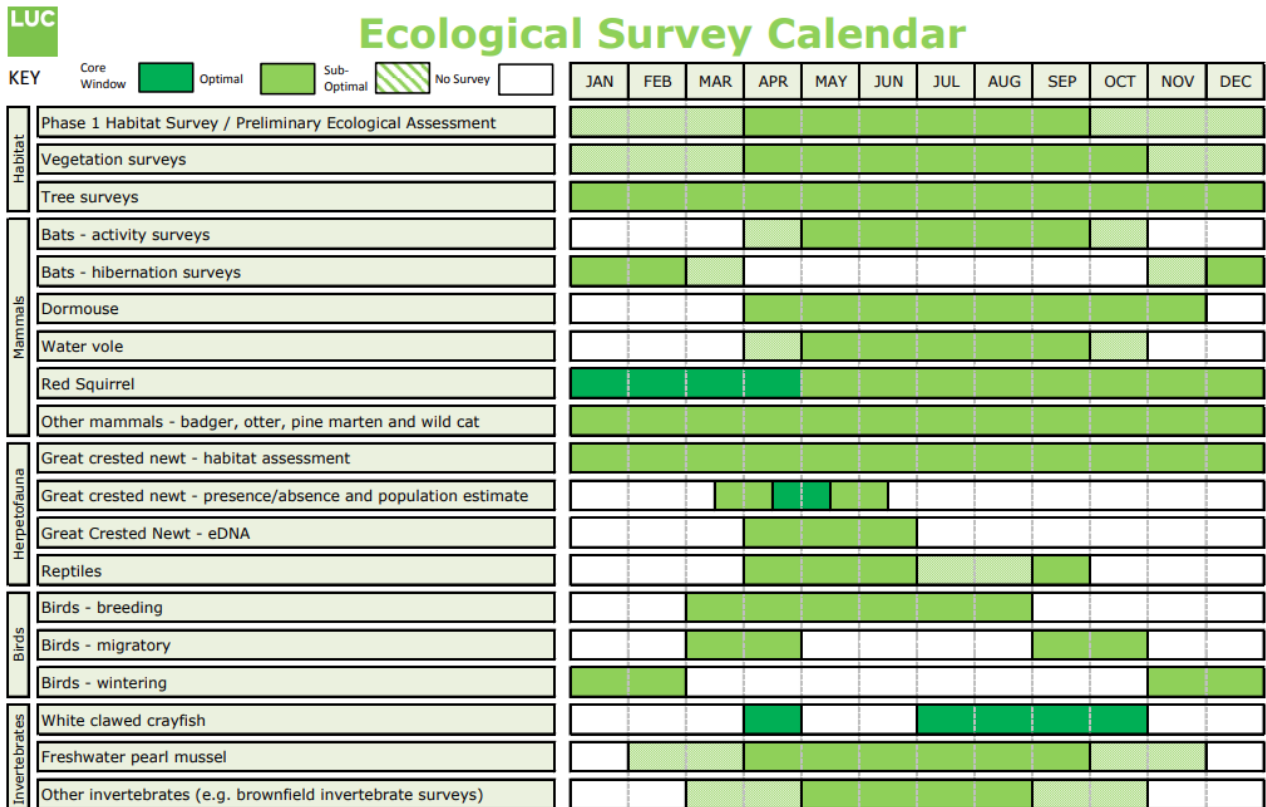 LUC
Ecological Survey Calendar
KEY
Core
Window
Optimal
Sub-
Optimal
No Survey
JAN FEB MAR APR MAY JUN JUL AUG SEP OCT NOV DEC
Habitat
Phase 1 Habitat Survey / Preliminary Ecological Assessment
Vegetation surveys
Tree surveys
Mammals
Bats - activity surveys
Bats - hibernation surveys
Dormouse
Water vole
Red Squirrel
Other mammals - badger, otter, pine marten and wild cat
Herpetofauna
Great crested newt - habitat assessment
Great crested newt - presence/absence and population estimate
Great Crested Newt - eDNA
Reptiles
Birds
Birds - breeding
Birds - migratory
Birds - wintering
Invertebrates
White clawed crayfish
Freshwater pearl mussel
Other invertebrates (e.g. brownfield invertebrate surveys)